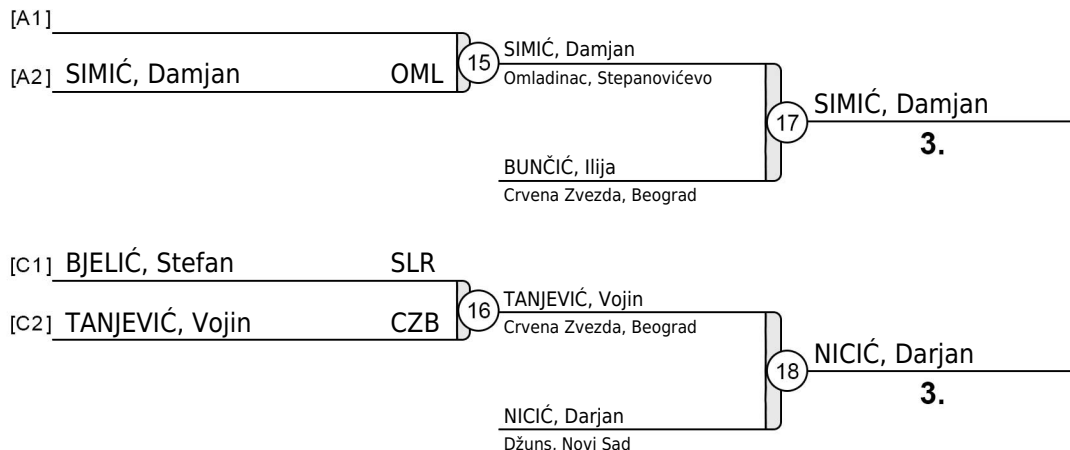 [A1]
[A2] SIMIĆ, Damjan OML
15
SIMIĆ, Damjan
Omladinac, Stepanovićevo
17
SIMIĆ, Damjan
3.
BUNČIĆ, Ilija
Crvena Zvezda, Beograd
[C1] BJELIĆ, Stefan SLR
[C2] TANJEVIĆ, Vojin CZB
16
TANJEVIĆ, Vojin
Crvena Zvezda, Beograd
18
NICIĆ, Darjan
3.
NICIĆ, Darjan
Džuns, Novi Sad